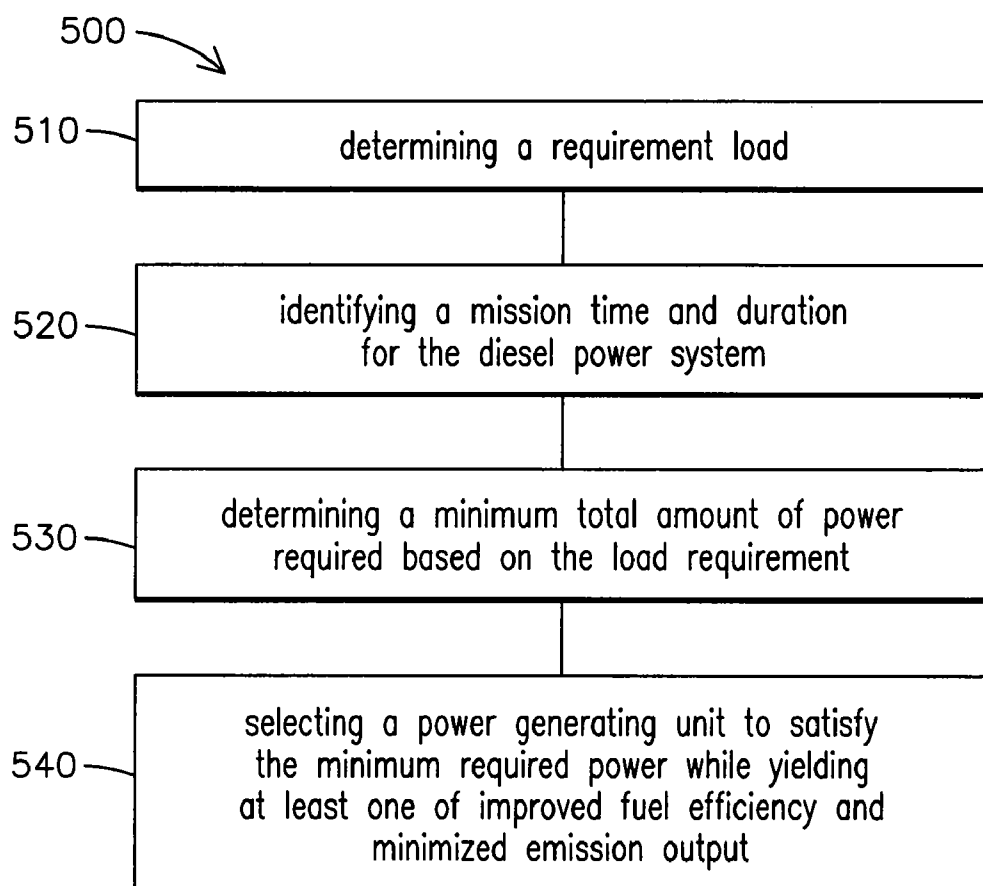 500
510
determining a requirement load
520
identifying a mission time and duration
for the diesel power system
530
determining a minimum total amount of power
required based on the load requirement
540
selecting a power generating unit to satisfy
the minimum required power while yielding
at least one of improved fuel efficiency and
minimized emission output